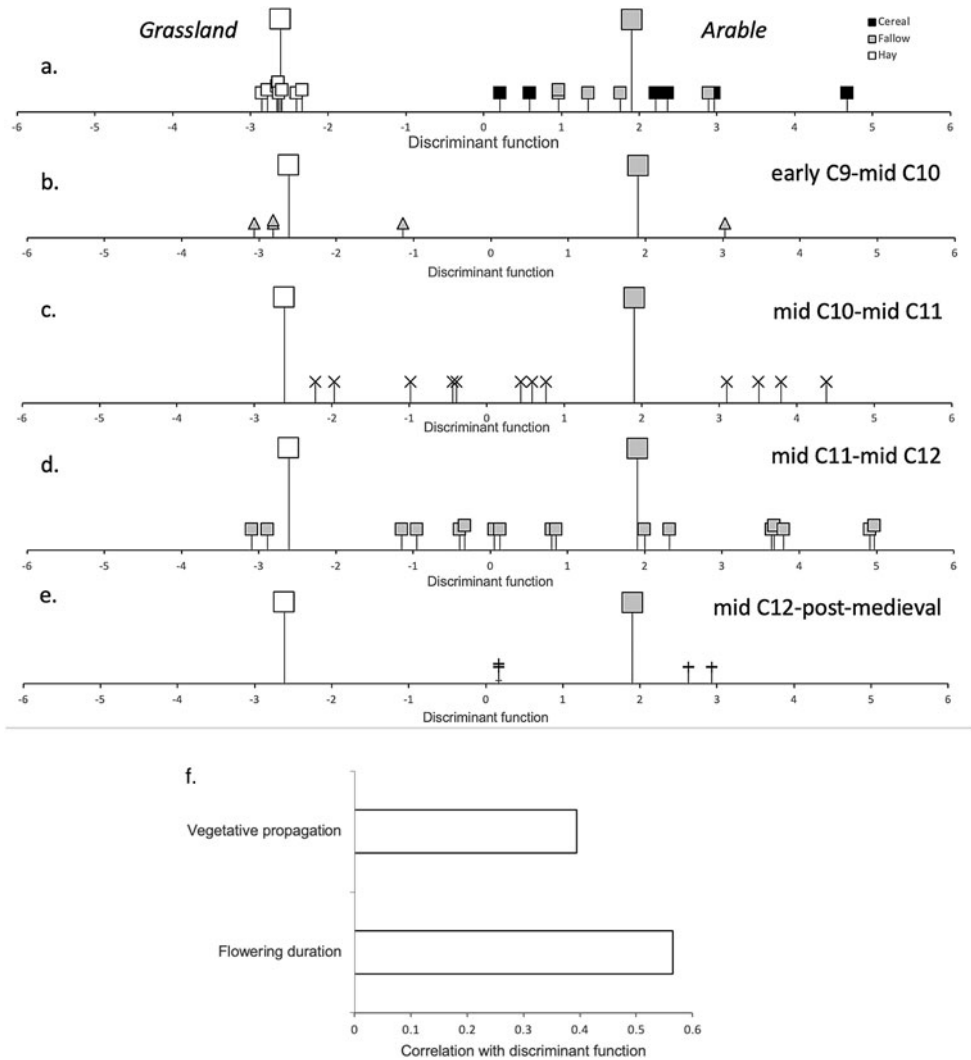 Grassland
Arable
Cereal
Fallow
Hay
a.
-6 -5 -4 -3 -2 -1 0 1 2 3 4 5 6
Discriminant function
b.
early C9-mid C10
-6 -5 -4 -3 -2 -1 0 1 2 3 4 5 6
Discriminant function
c.
mid C10-mid C11
-6 -5 -4 -3 -2 -1 0 1 2 3 4 5 6
Discriminant function
d.
mid C11-mid C12
-6 -5 -4 -3 -2 -1 0 1 2 3 4 5 6
Discriminant function
e.
mid C12-post-medieval
-6 -5 -4 -3 -2 -1 0 1 2 3 4 5 6
Discriminant function
f.
Vegetative propagation
Flowering duration
0 0.1 0.2 0.3 0.4 0.5 0.6
Correlation with discriminant function